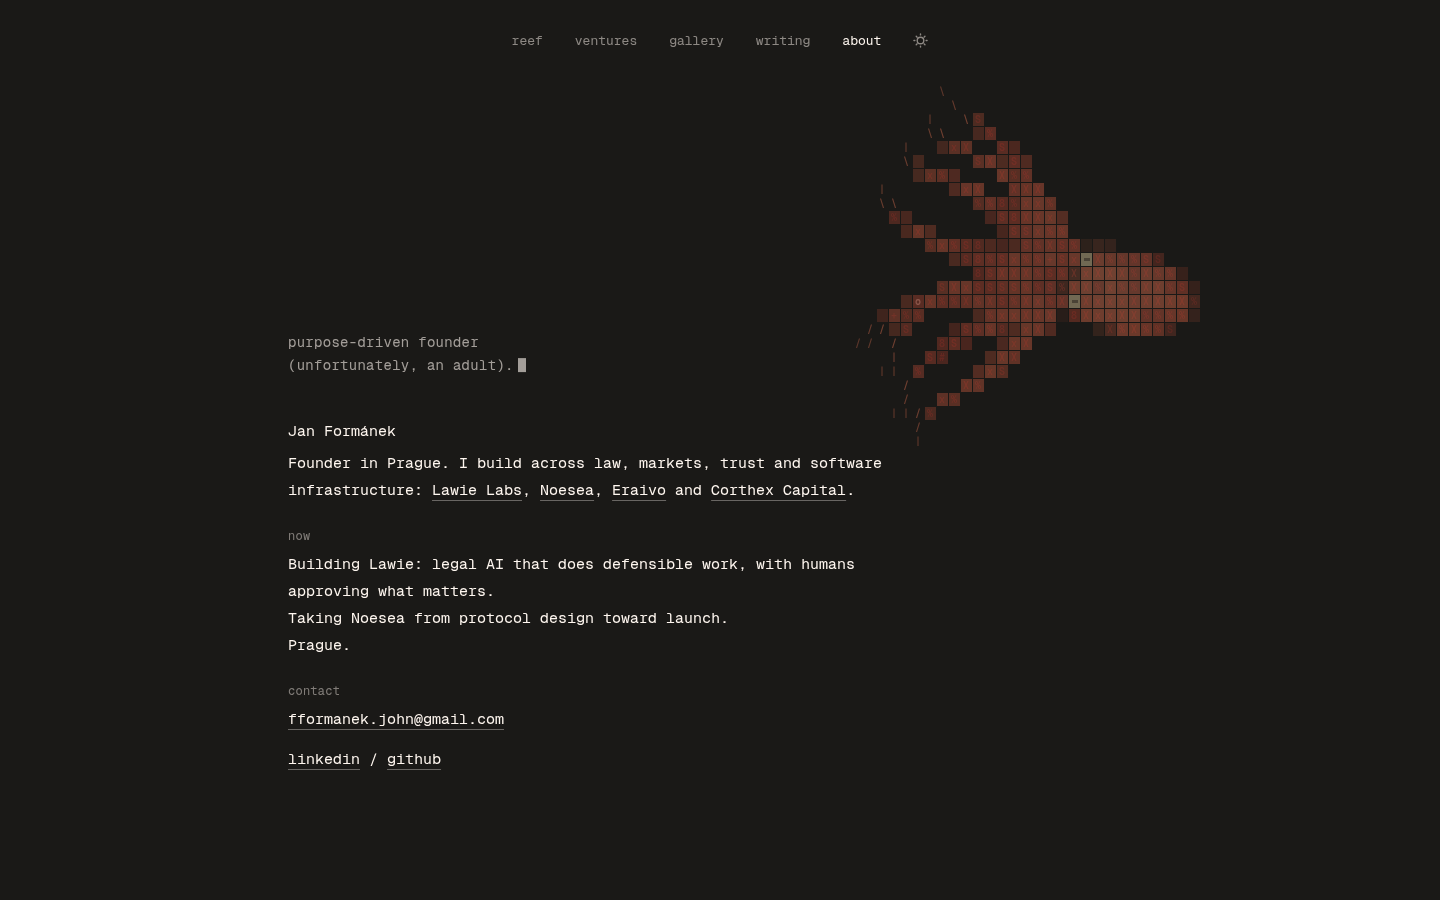 reef ventures gallery writing about
purpose-driven founder
(unfortunately, an adult).
Jan Formánek
Founder in Prague. I build across law, markets, trust and software
infrastructure: Lawie Labs, Noesea, Eraivo and Corthex Capital.
now
Building Lawie: legal AI that does defensible work, with humans
approving what matters.
Taking Noesea from protocol design toward launch.
Prague.
contact
fformanek.john@gmail.com
linkedin / github